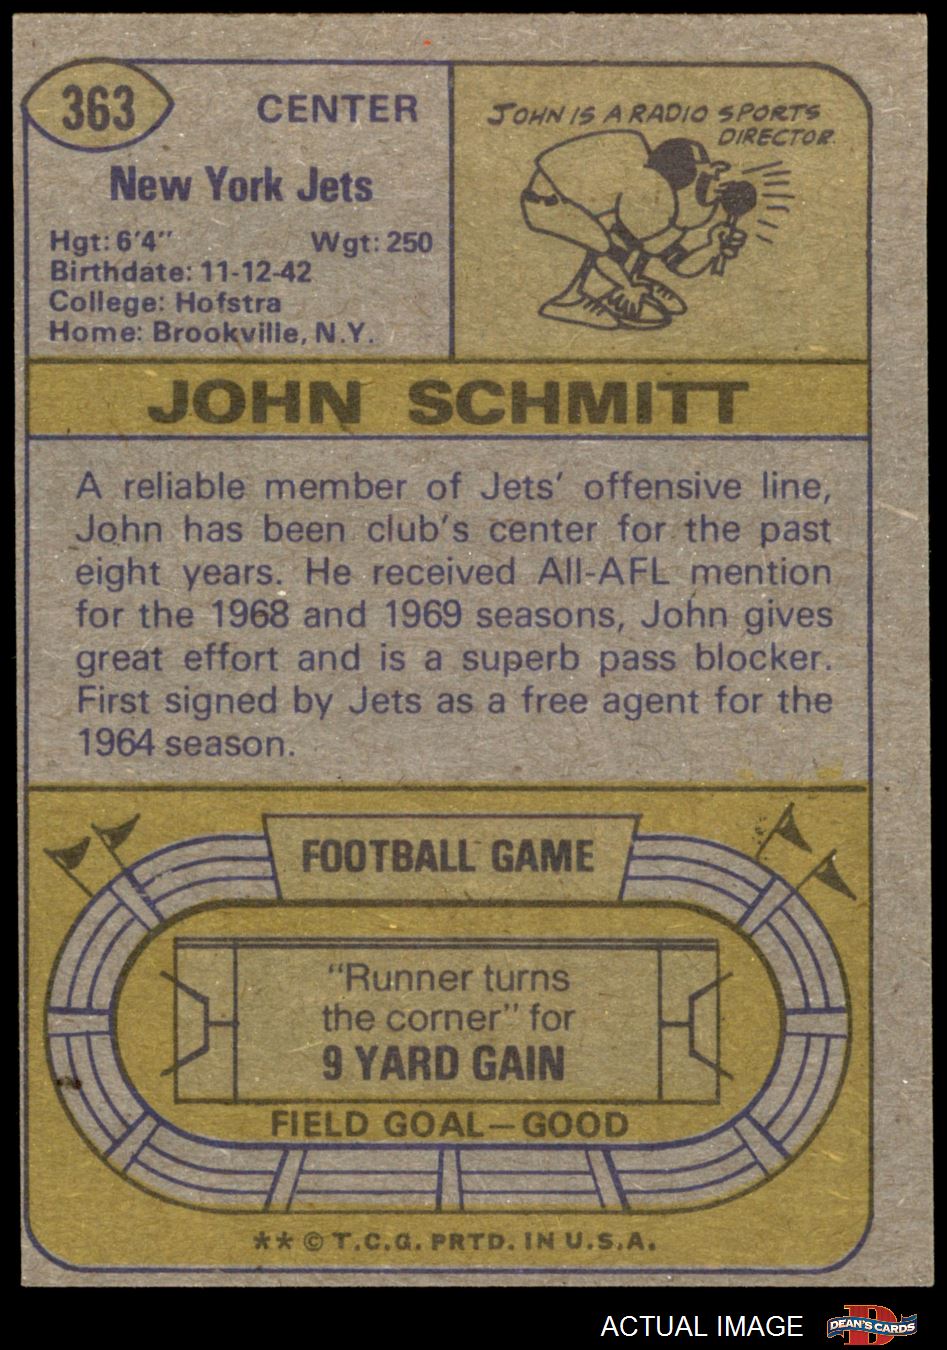 363
CENTER
New York Jets
Hgt: 6'4" Wgt: 250
Birthdate: 11-12-42
College: Hofstra
Home: Brookville, N.Y.
JOHN IS A RADIO SPORTS
DIRECTOR.
JOHN SCHMITT
A reliable member of Jets' offensive line,
John has been club's center for the past
eight years. He received All-AFL mention
for the 1968 and 1969 seasons, John gives
great effort and is a superb pass blocker.
First signed by Jets as a free agent for the
1964 season.
FOOTBALL GAME
"Runner turns
the corner" for
9 YARD GAIN
FIELD GOAL—GOOD
** © T.C.G. PRTD. IN U.S.A.
ACTUAL IMAGE
D
DEAN'S CARDS